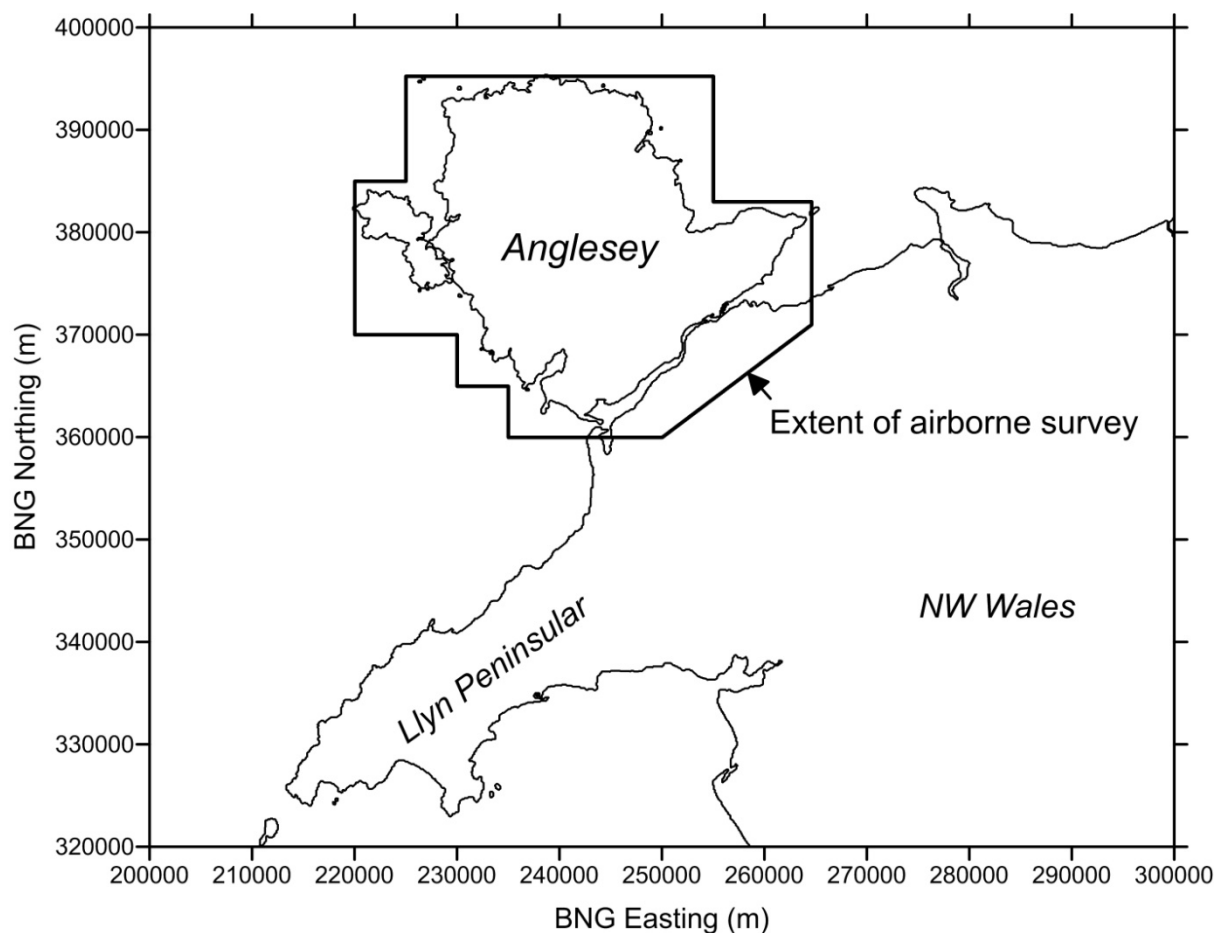 400000
390000
380000
370000
360000
350000
340000
330000
320000
BNG Northing (m)
Anglesey
Extent of airborne survey
NW Wales
Llyn Peninsular
200000 210000 220000 230000 240000 250000 260000 270000 280000 290000 300000
BNG Easting (m)